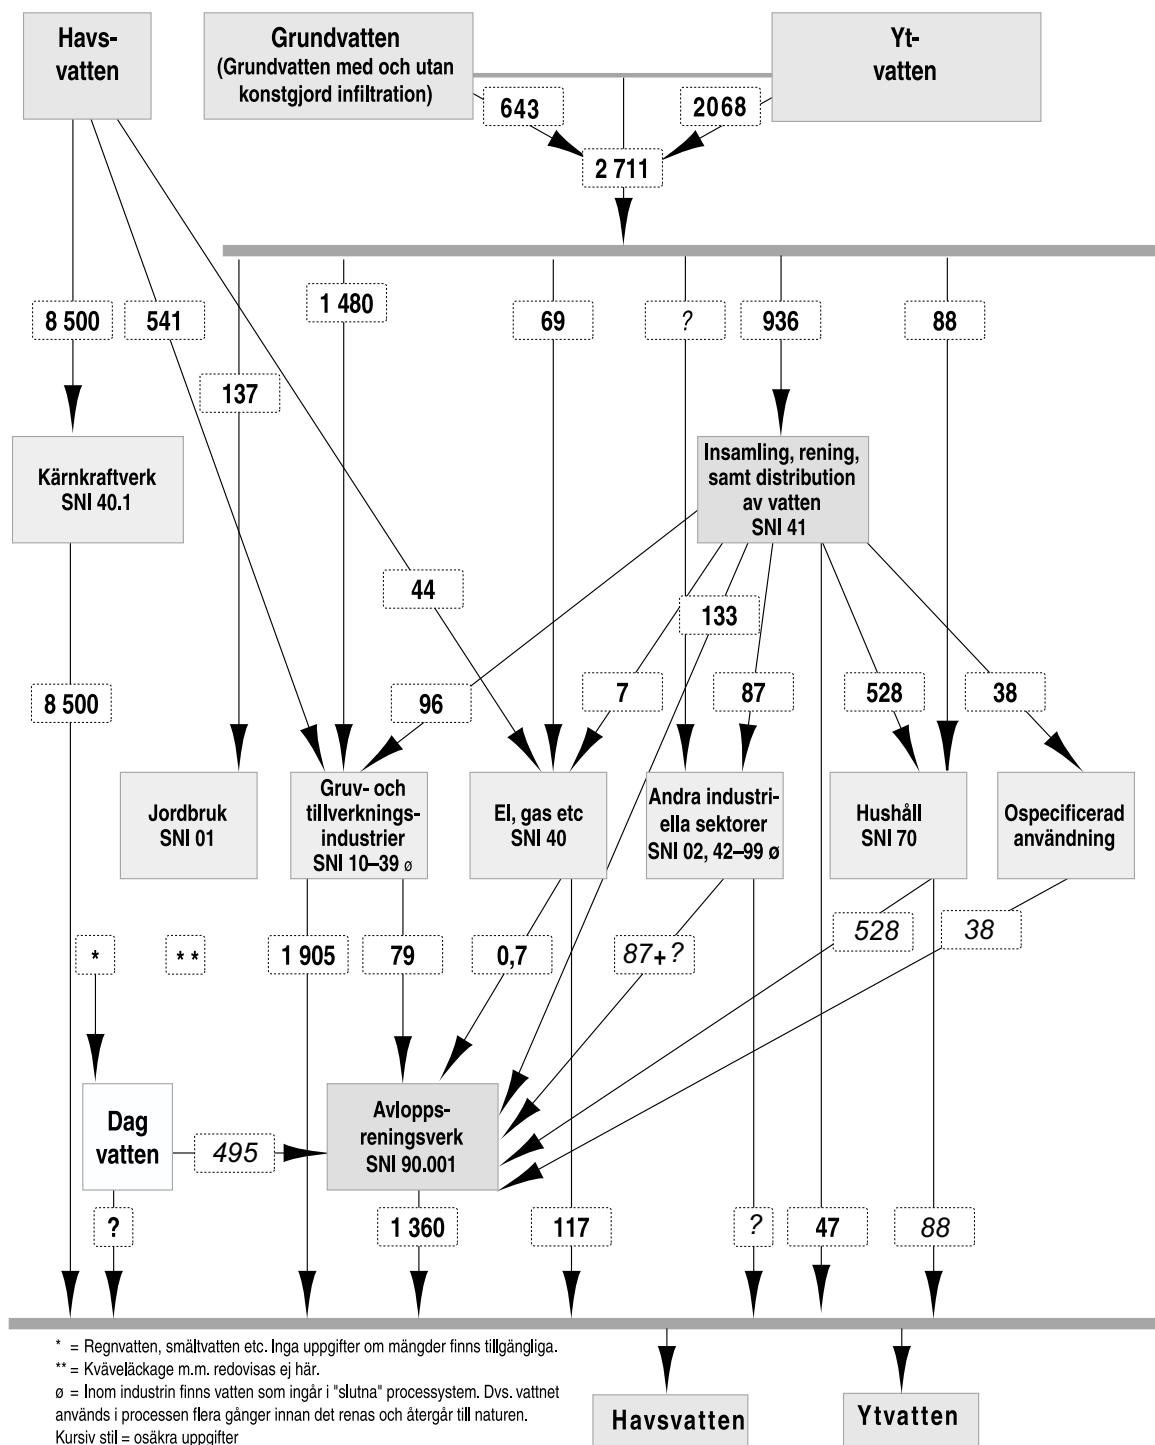 Havs-
vatten
Grundvatten
(Grundvatten med och utan
konstgjord infiltration)
Yt-
vatten
643
2068
2 711
8 500
541
1 480
69
?
936
88
137
Kärnkraftverk
SNI 40.1
Insamling, rening,
samt distribution
av vatten
SNI 41
44
133
8 500
96
7
87
528
38
Jordbruk
SNI 01
Gruv- och
tillverknings-
industrier
SNI 10–39 ø
El, gas etc
SNI 40
Andra industri-
ella sektorer
SNI 02, 42–99 ø
Hushåll
SNI 70
Ospecificerad
användning
*
* *
1 905
79
0,7
87+?
528
38
Dag
vatten
495
Avlopps-
reningsverk
SNI 90.001
?
1 360
117
?
47
88
* = Regnvatten, smältvatten etc. Inga uppgifter om mängder finns tillgängliga.
** = Kväveläckage m.m. redovisas ej här.
ø = Inom industrin finns vatten som ingår i "slutna" processystem. Dvs. vattnet
används i processen flera gånger innan det renas och återgår till naturen.
Kursiv stil = osäkra uppgifter
Havsvatten
Ytvatten